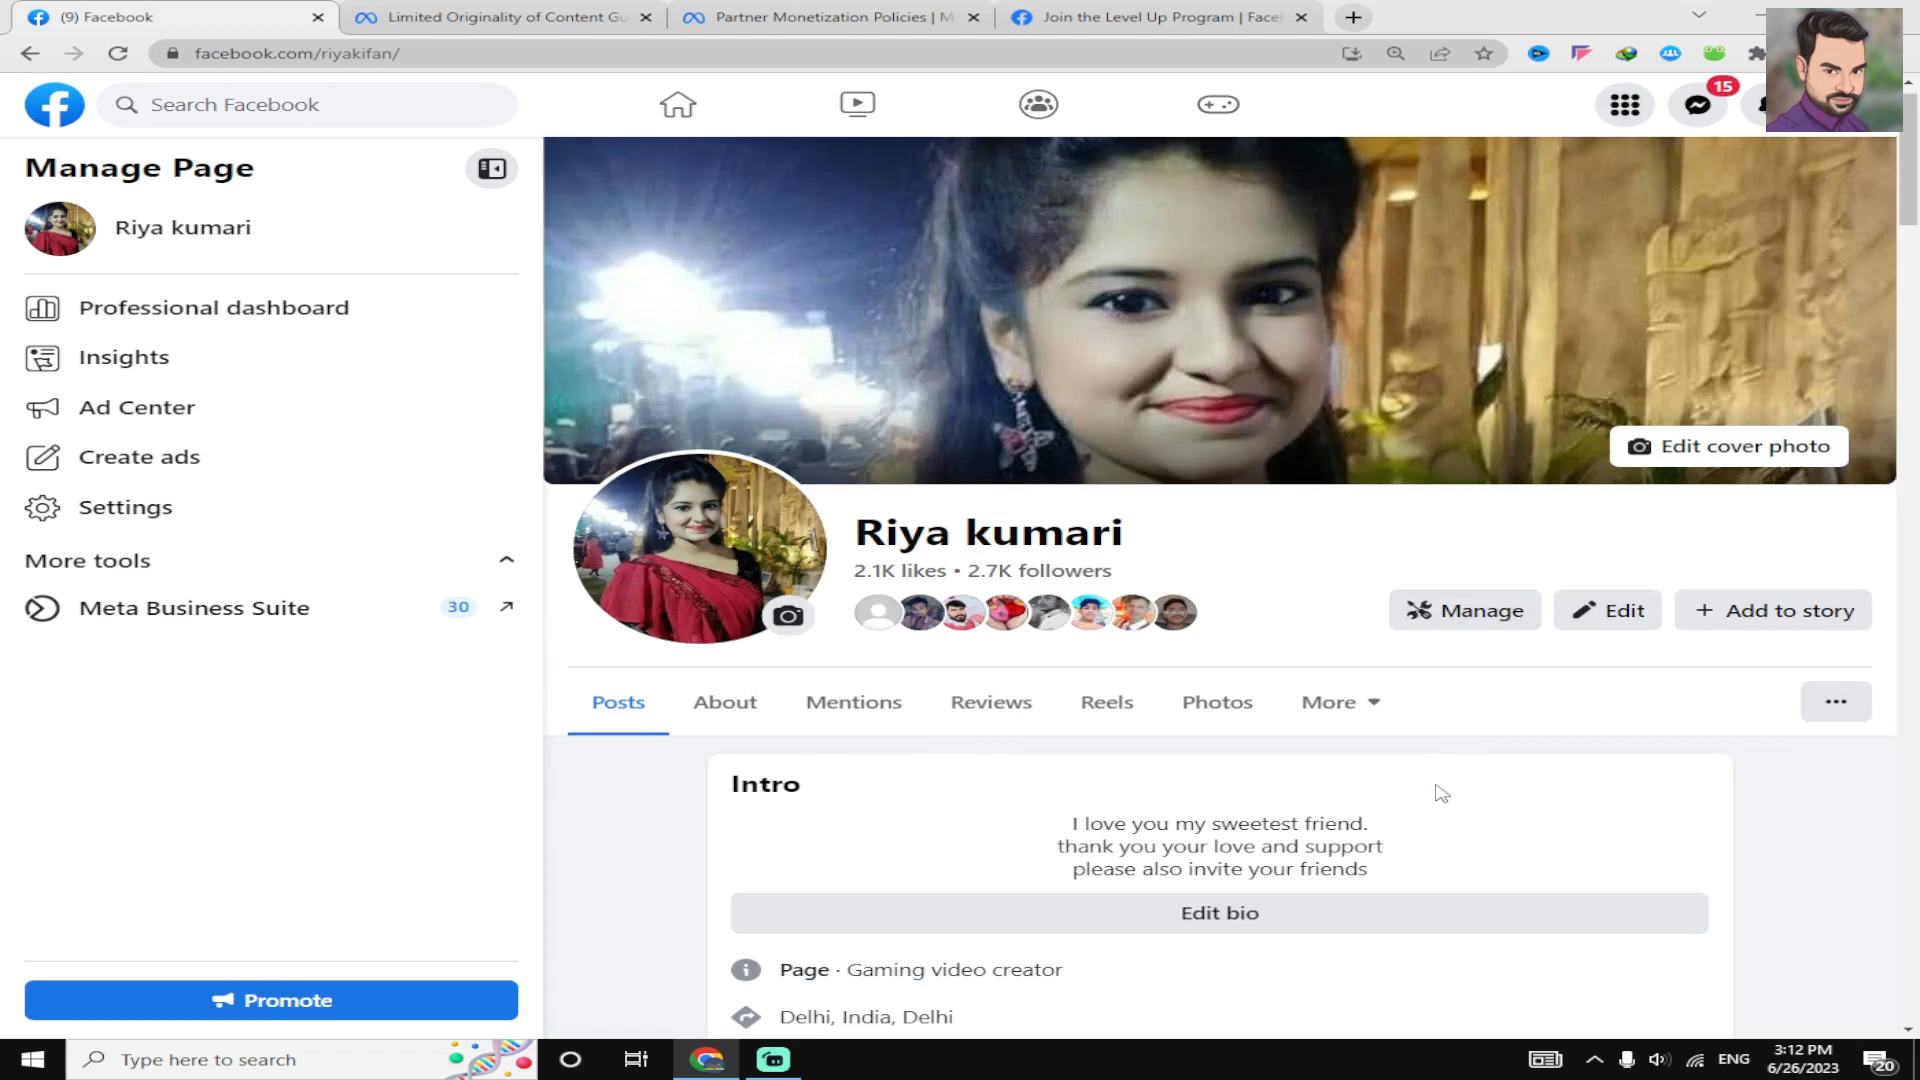 (9) Facebook
Limited Originality of Content Gu
Partner Monetization Policies | M
Join the Level Up Program | Face
facebook.com/riyakifan/
Search Facebook
15
Manage Page
Riya kumari
Professional dashboard
Insights
Ad Center
Create ads
Settings
More tools
Meta Business Suite
30
Promote
Edit cover photo
Riya kumari
2.1K likes • 2.7K followers
Manage
Edit
+ Add to story
Posts
About
Mentions
Reviews
Reels
Photos
More
Intro
I love you my sweetest friend.
thank you your love and support
please also invite your friends
Edit bio
Page · Gaming video creator
Delhi, India, Delhi
Type here to search
ENG
3:12 PM
6/26/2023
20